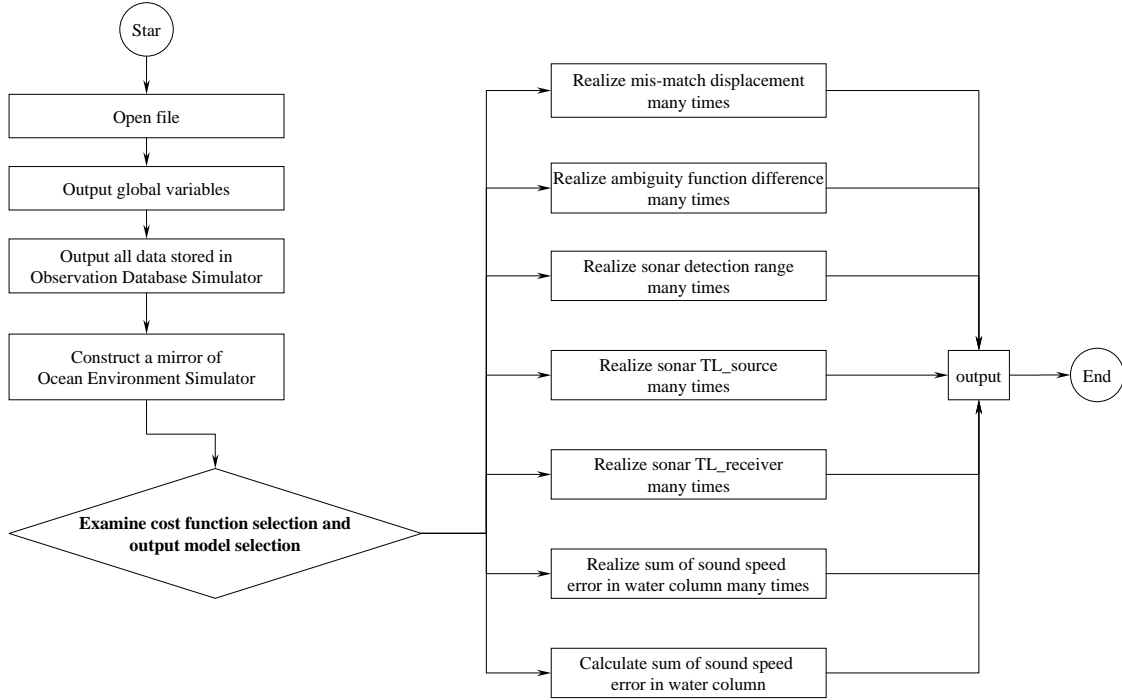 Star
Open file
Output global variables
Output all data stored in
Observation Database Simulator
Construct a mirror of
Ocean Environment Simulator
Examine cost function selection and
output model selection
Realize mis-match displacement
many times
Realize ambiguity function difference
many times
Realize sonar detection range
many times
Realize sonar TL_source
many times
Realize sonar TL_receiver
many times
Realize sum of sound speed
error in water column many times
Calculate sum of sound speed
error in water column
output
End